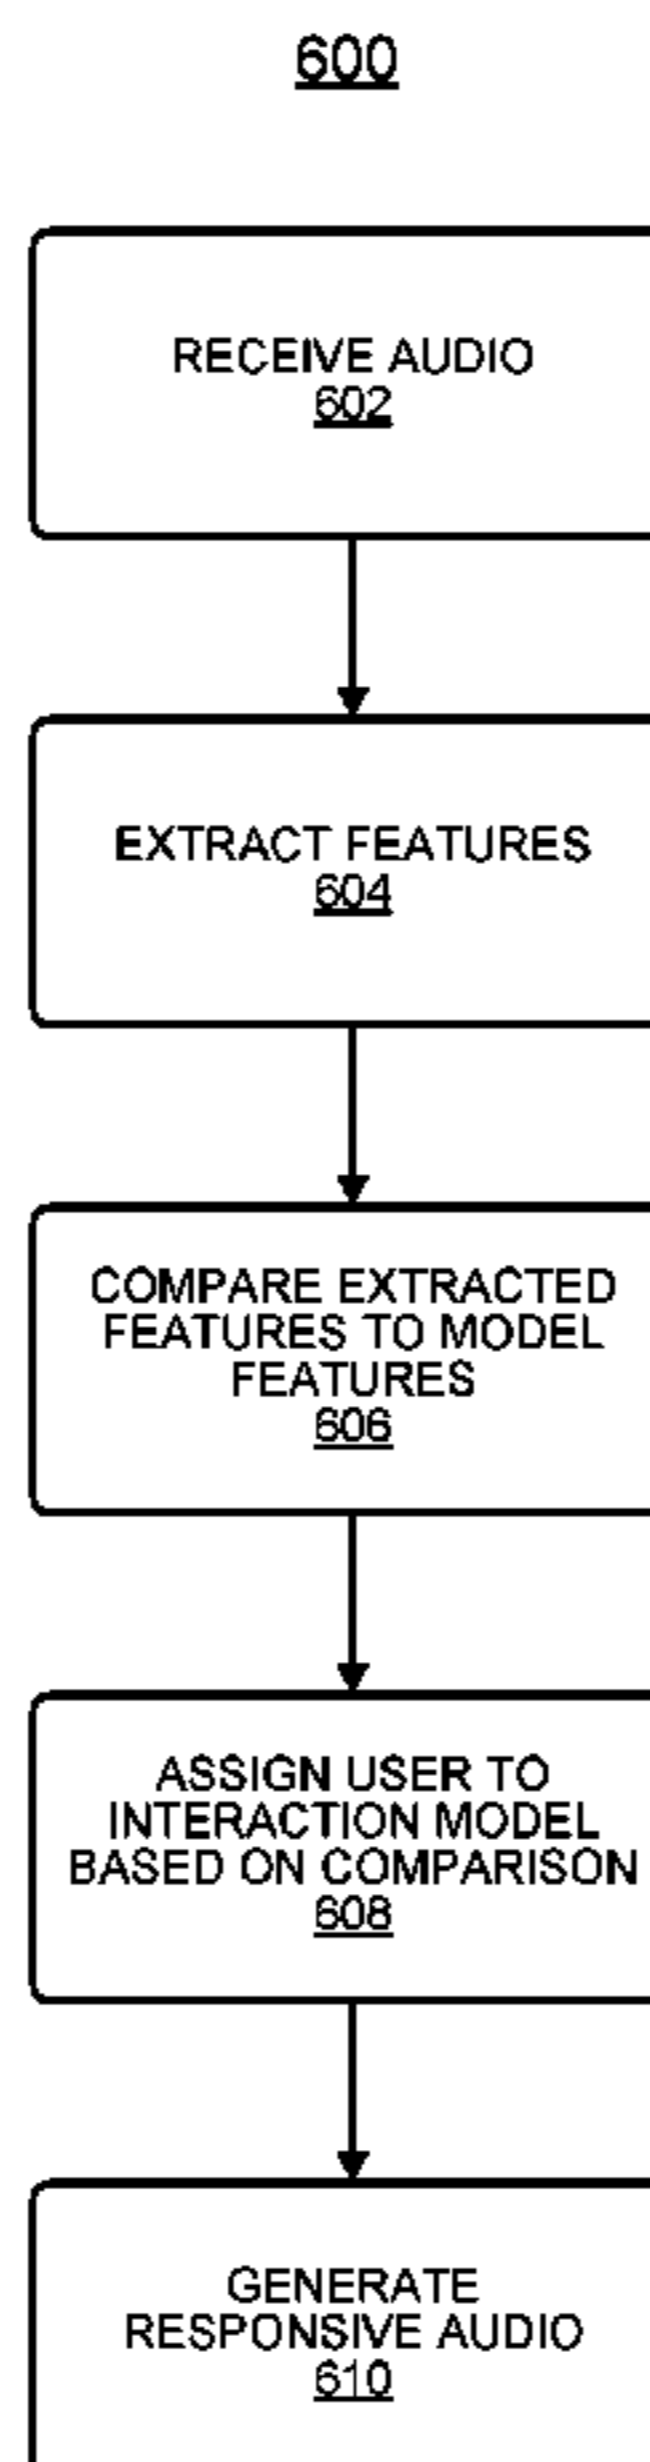 600
RECEIVE AUDIO
602
EXTRACT FEATURES
604
COMPARE EXTRACTED
FEATURES TO MODEL
FEATURES
606
ASSIGN USER TO
INTERACTION MODEL
BASED ON COMPARISON
608
GENERATE
RESPONSIVE AUDIO
610